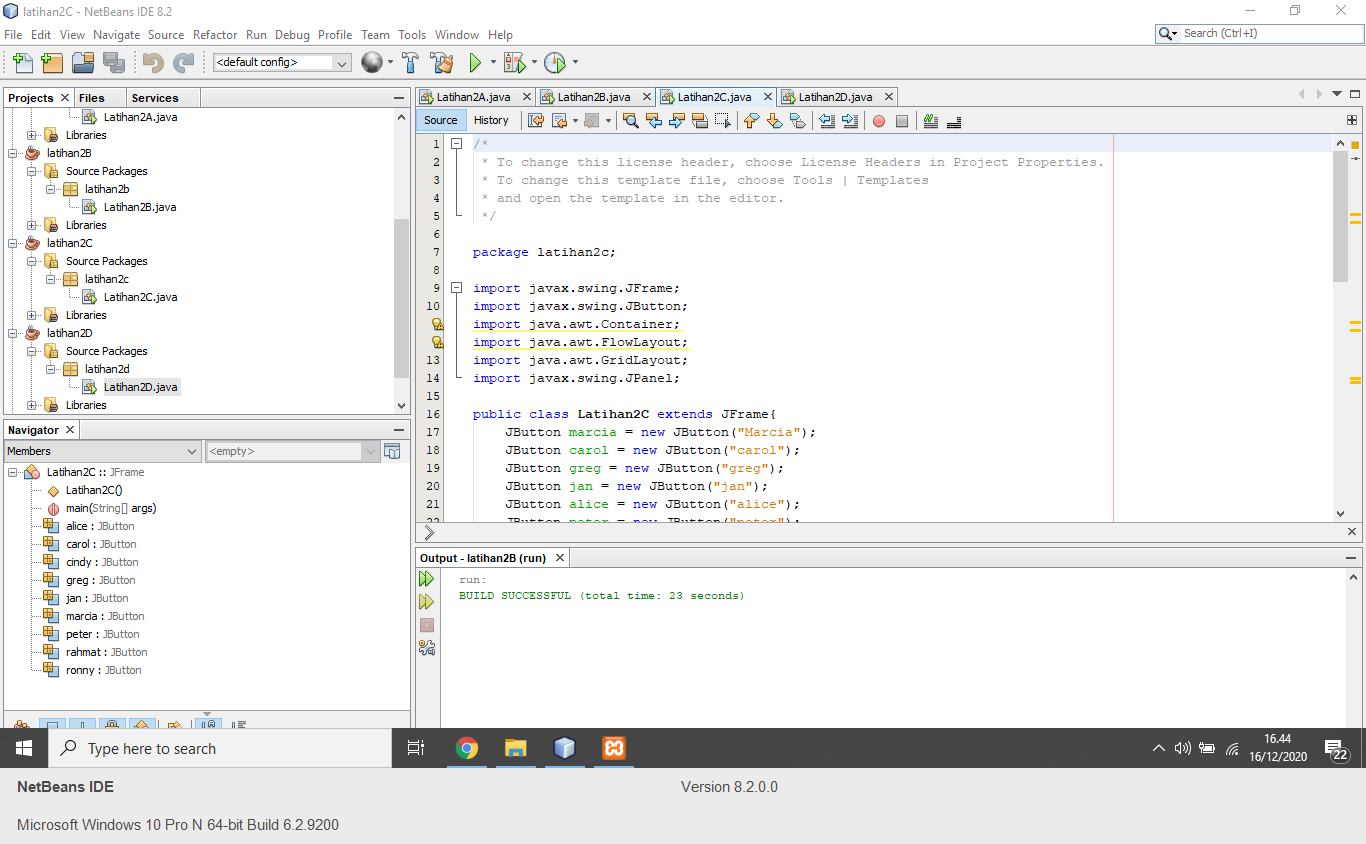 latihan2C - NetBeans IDE 8.2
File Edit View Navigate Source Refactor Run Debug Profile Team Tools Window Help
Search (Ctrl+I)
<default config>
Projects Files Services
Latihan2A.java
Libraries
latihan2B
Source Packages
latihan2b
Latihan2B.java
Libraries
latihan2C
Source Packages
latihan2c
Latihan2C.java
Libraries
latihan2D
Source Packages
latihan2d
Latihan2D.java
Libraries
Navigator
Members <empty>
Latihan2C :: JFrame
Latihan2C()
main(String[] args)
alice : JButton
carol : JButton
cindy : JButton
greg : JButton
jan : JButton
marcia : JButton
peter : JButton
rahmat : JButton
ronny : JButton
Latihan2A.java Latihan2B.java Latihan2C.java Latihan2D.java
Source History
1 /*
2 * To change this license header, choose License Headers in Project Properties.
3 * To change this template file, choose Tools | Templates
4 * and open the template in the editor.
5 */
6
7 package latihan2c;
8
9 import javax.swing.JFrame;
10 import javax.swing.JButton;
import java.awt.Container;
import java.awt.FlowLayout;
13 import java.awt.GridLayout;
14 import javax.swing.JPanel;
15
16 public class Latihan2C extends JFrame{
17 JButton marcia = new JButton("Marcia");
18 JButton carol = new JButton("carol");
19 JButton greg = new JButton("greg");
20 JButton jan = new JButton("jan");
21 JButton alice = new JButton("alice");
22 JButton peter = new JButton("peter");
Output - latihan2B (run)
run:
BUILD SUCCESSFUL (total time: 23 seconds)
Type here to search
16.44
16/12/2020
22
NetBeans IDE Version 8.2.0.0
Microsoft Windows 10 Pro N 64-bit Build 6.2.9200